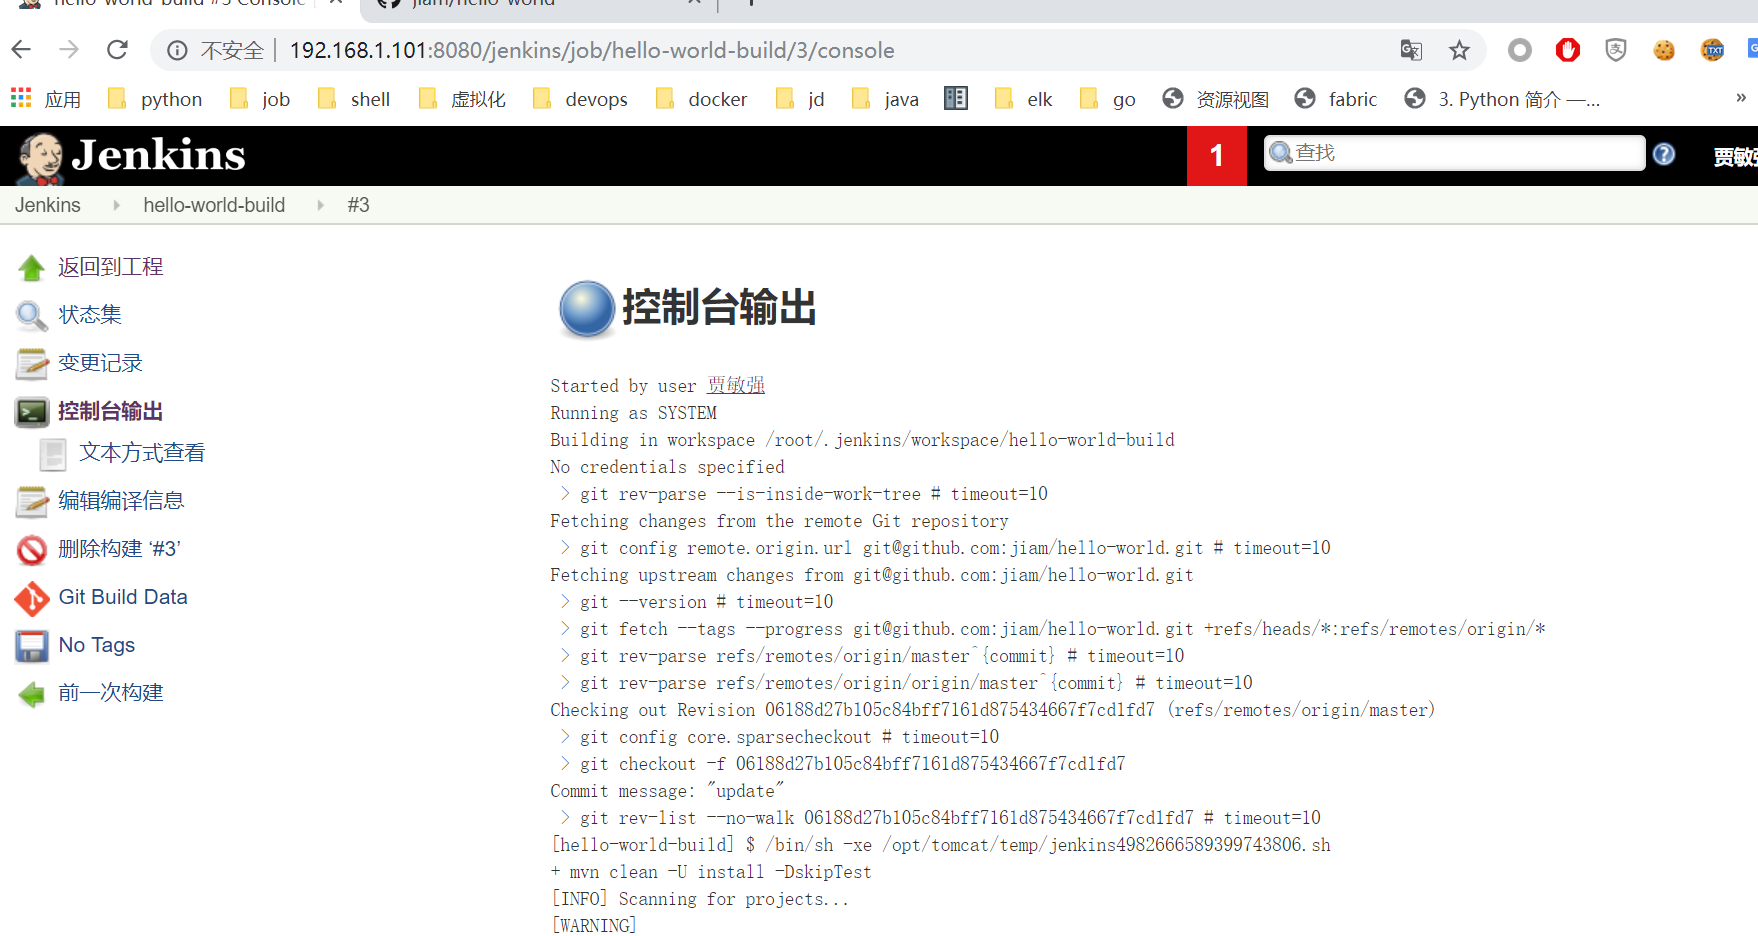 hello-world-build #3 Console
jiam/hello-world
不安全 192.168.1.101:8080/jenkins/job/hello-world-build/3/console
应用 python job shell 虚拟化 devops docker jd java elk go 资源视图 fabric 3. Python 简介 —... »
Jenkins 1 查找 贾敏强
Jenkins hello-world-build #3
返回到工程
状态集
变更记录
控制台输出
文本方式查看
编辑编译信息
删除构建 ‘#3’
Git Build Data
No Tags
前一次构建
控制台输出
Started by user 贾敏强
Running as SYSTEM
Building in workspace /root/.jenkins/workspace/hello-world-build
No credentials specified
> git rev-parse --is-inside-work-tree # timeout=10
Fetching changes from the remote Git repository
> git config remote.origin.url git@github.com:jiam/hello-world.git # timeout=10
Fetching upstream changes from git@github.com:jiam/hello-world.git
> git --version # timeout=10
> git fetch --tags --progress git@github.com:jiam/hello-world.git +refs/heads/*:refs/remotes/origin/*
> git rev-parse refs/remotes/origin/master^{commit} # timeout=10
> git rev-parse refs/remotes/origin/origin/master^{commit} # timeout=10
Checking out Revision 06188d27b105c84bff7161d875434667f7cd1fd7 (refs/remotes/origin/master)
> git config core.sparsecheckout # timeout=10
> git checkout -f 06188d27b105c84bff7161d875434667f7cd1fd7
Commit message: "update"
> git rev-list --no-walk 06188d27b105c84bff7161d875434667f7cd1fd7 # timeout=10
[hello-world-build] $ /bin/sh -xe /opt/tomcat/temp/jenkins4982666589399743806.sh
+ mvn clean -U install -DskipTest
[INFO] Scanning for projects...
[WARNING]